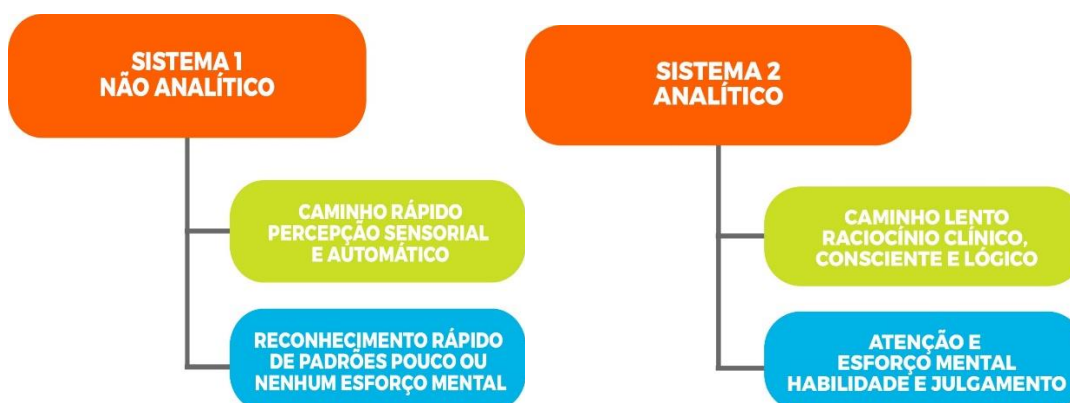 SISTEMA 1
NÃO ANALÍTICO
CAMINHO RÁPIDO
PERCEPÇÃO SENSORIAL
E AUTOMÁTICO
RECONHECIMENTO RÁPIDO
DE PADRÕES POUCO OU
NENHUM ESFORÇO MENTAL
SISTEMA 2
ANALÍTICO
CAMINHO LENTO
RACIOCÍNIO CLÍNICO,
CONSCIENTE E LÓGICO
ATENÇÃO E
ESFORÇO MENTAL
HABILIDADE E JULGAMENTO